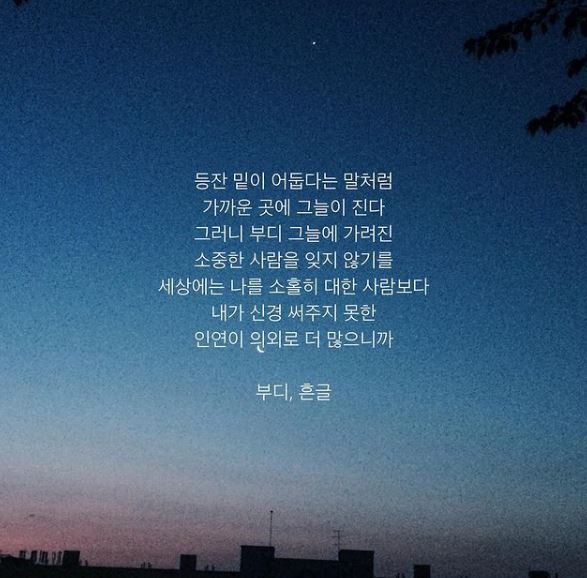 등잔 밑이 어둡다는 말처럼
가까운 곳에 그늘이 진다
그러니 부디 그늘에 가려진
소중한 사람을 잊지 않기를
세상에는 나를 소홀히 대한 사람보다
내가 신경 써주지 못한
인연이 의외로 더 많으니까
부디, 흔글